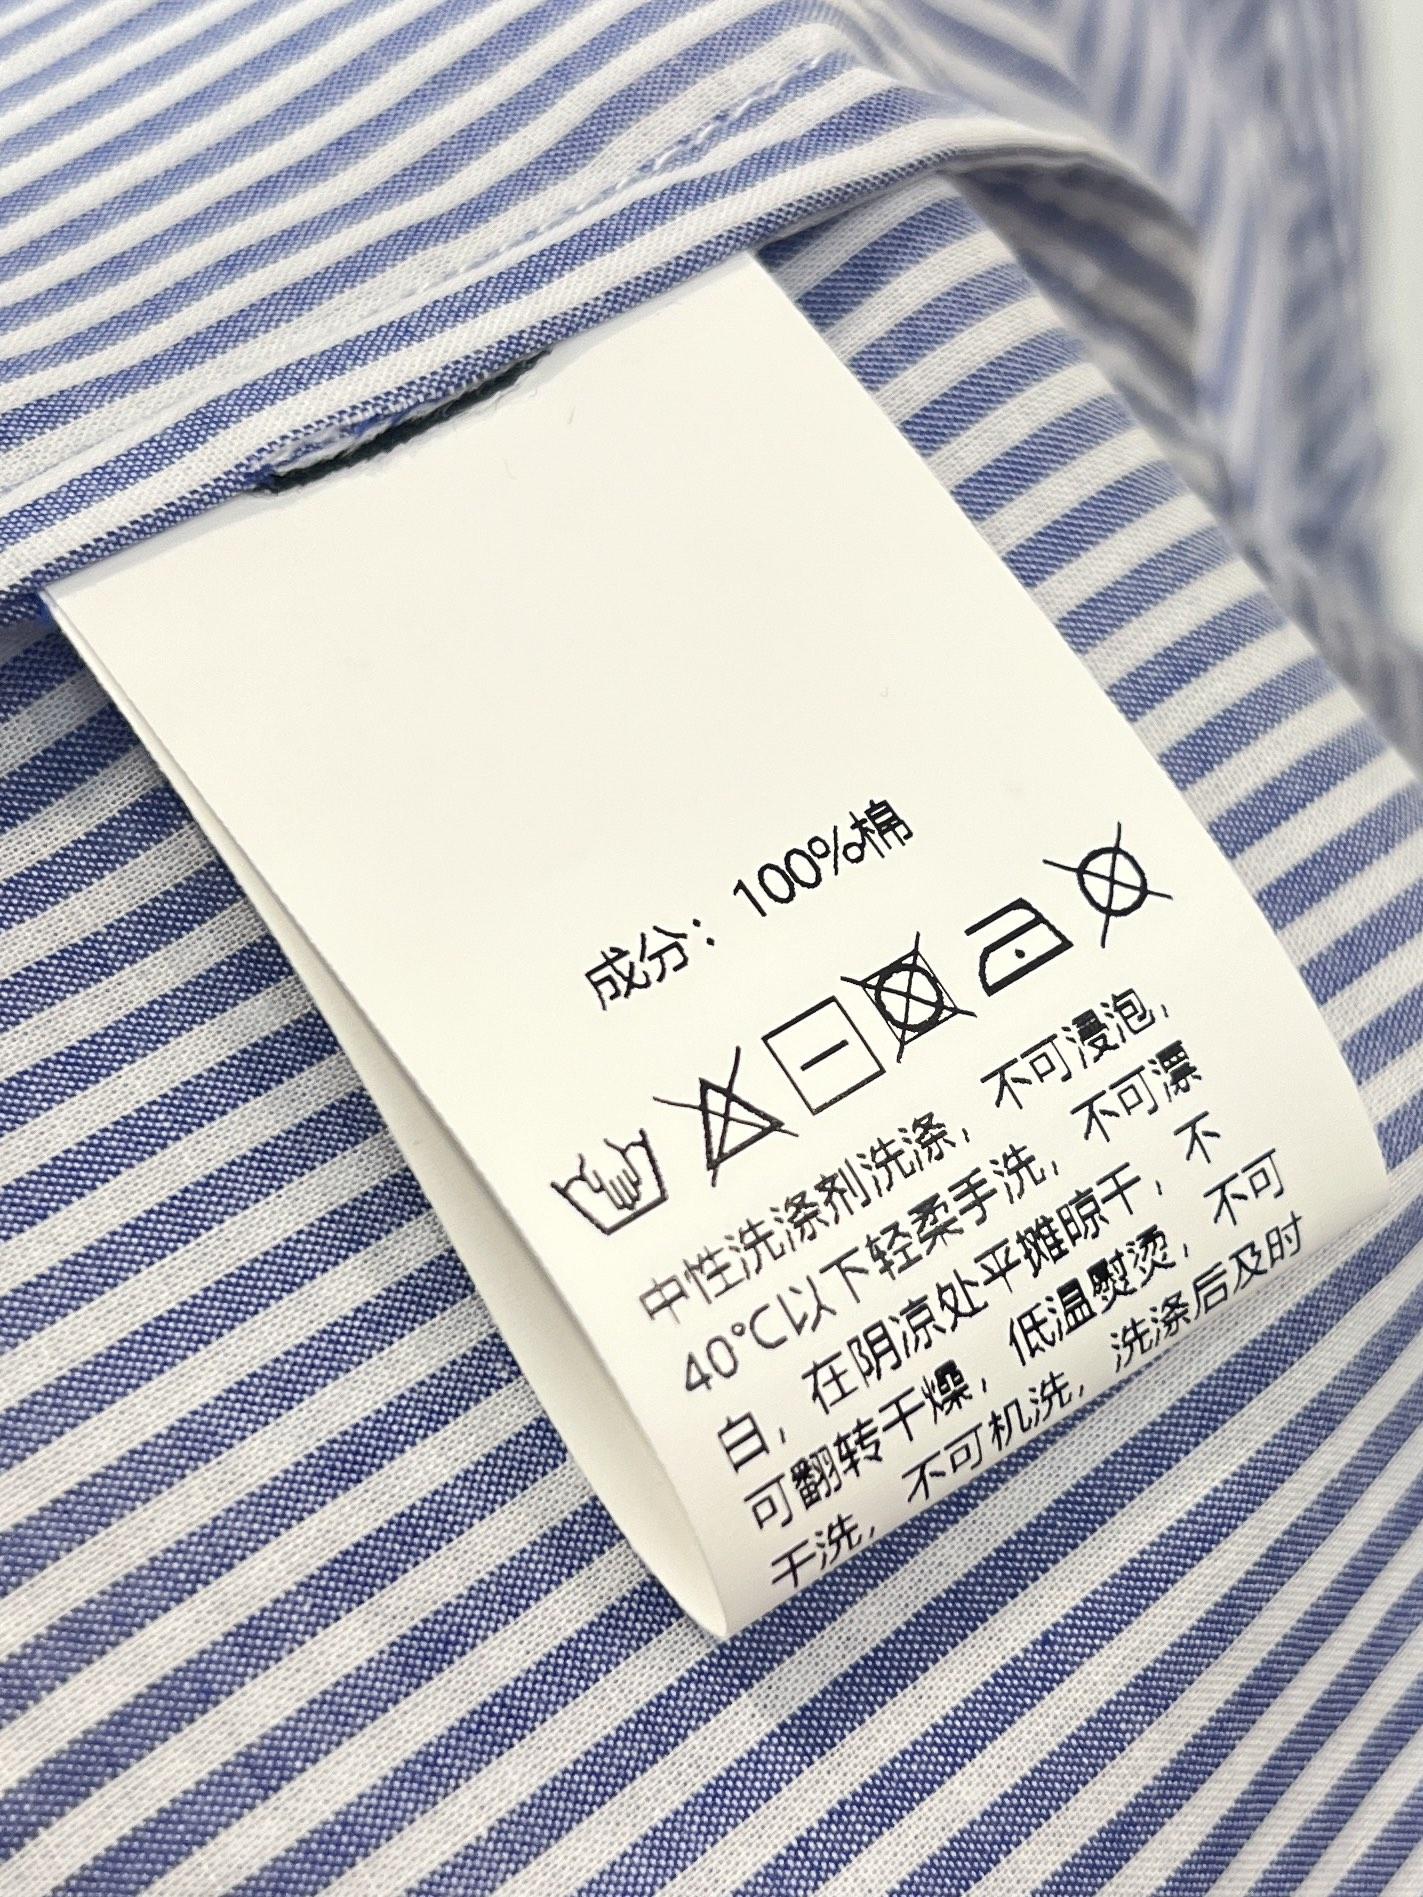 成分：100%棉
中性洗涤剂洗涤，不可浸泡，
40℃以下轻柔手洗，不可漂
白，在阴凉处平摊晾干，不
可翻转干燥，低温熨烫，不可
干洗，不可机洗，洗涤后及时